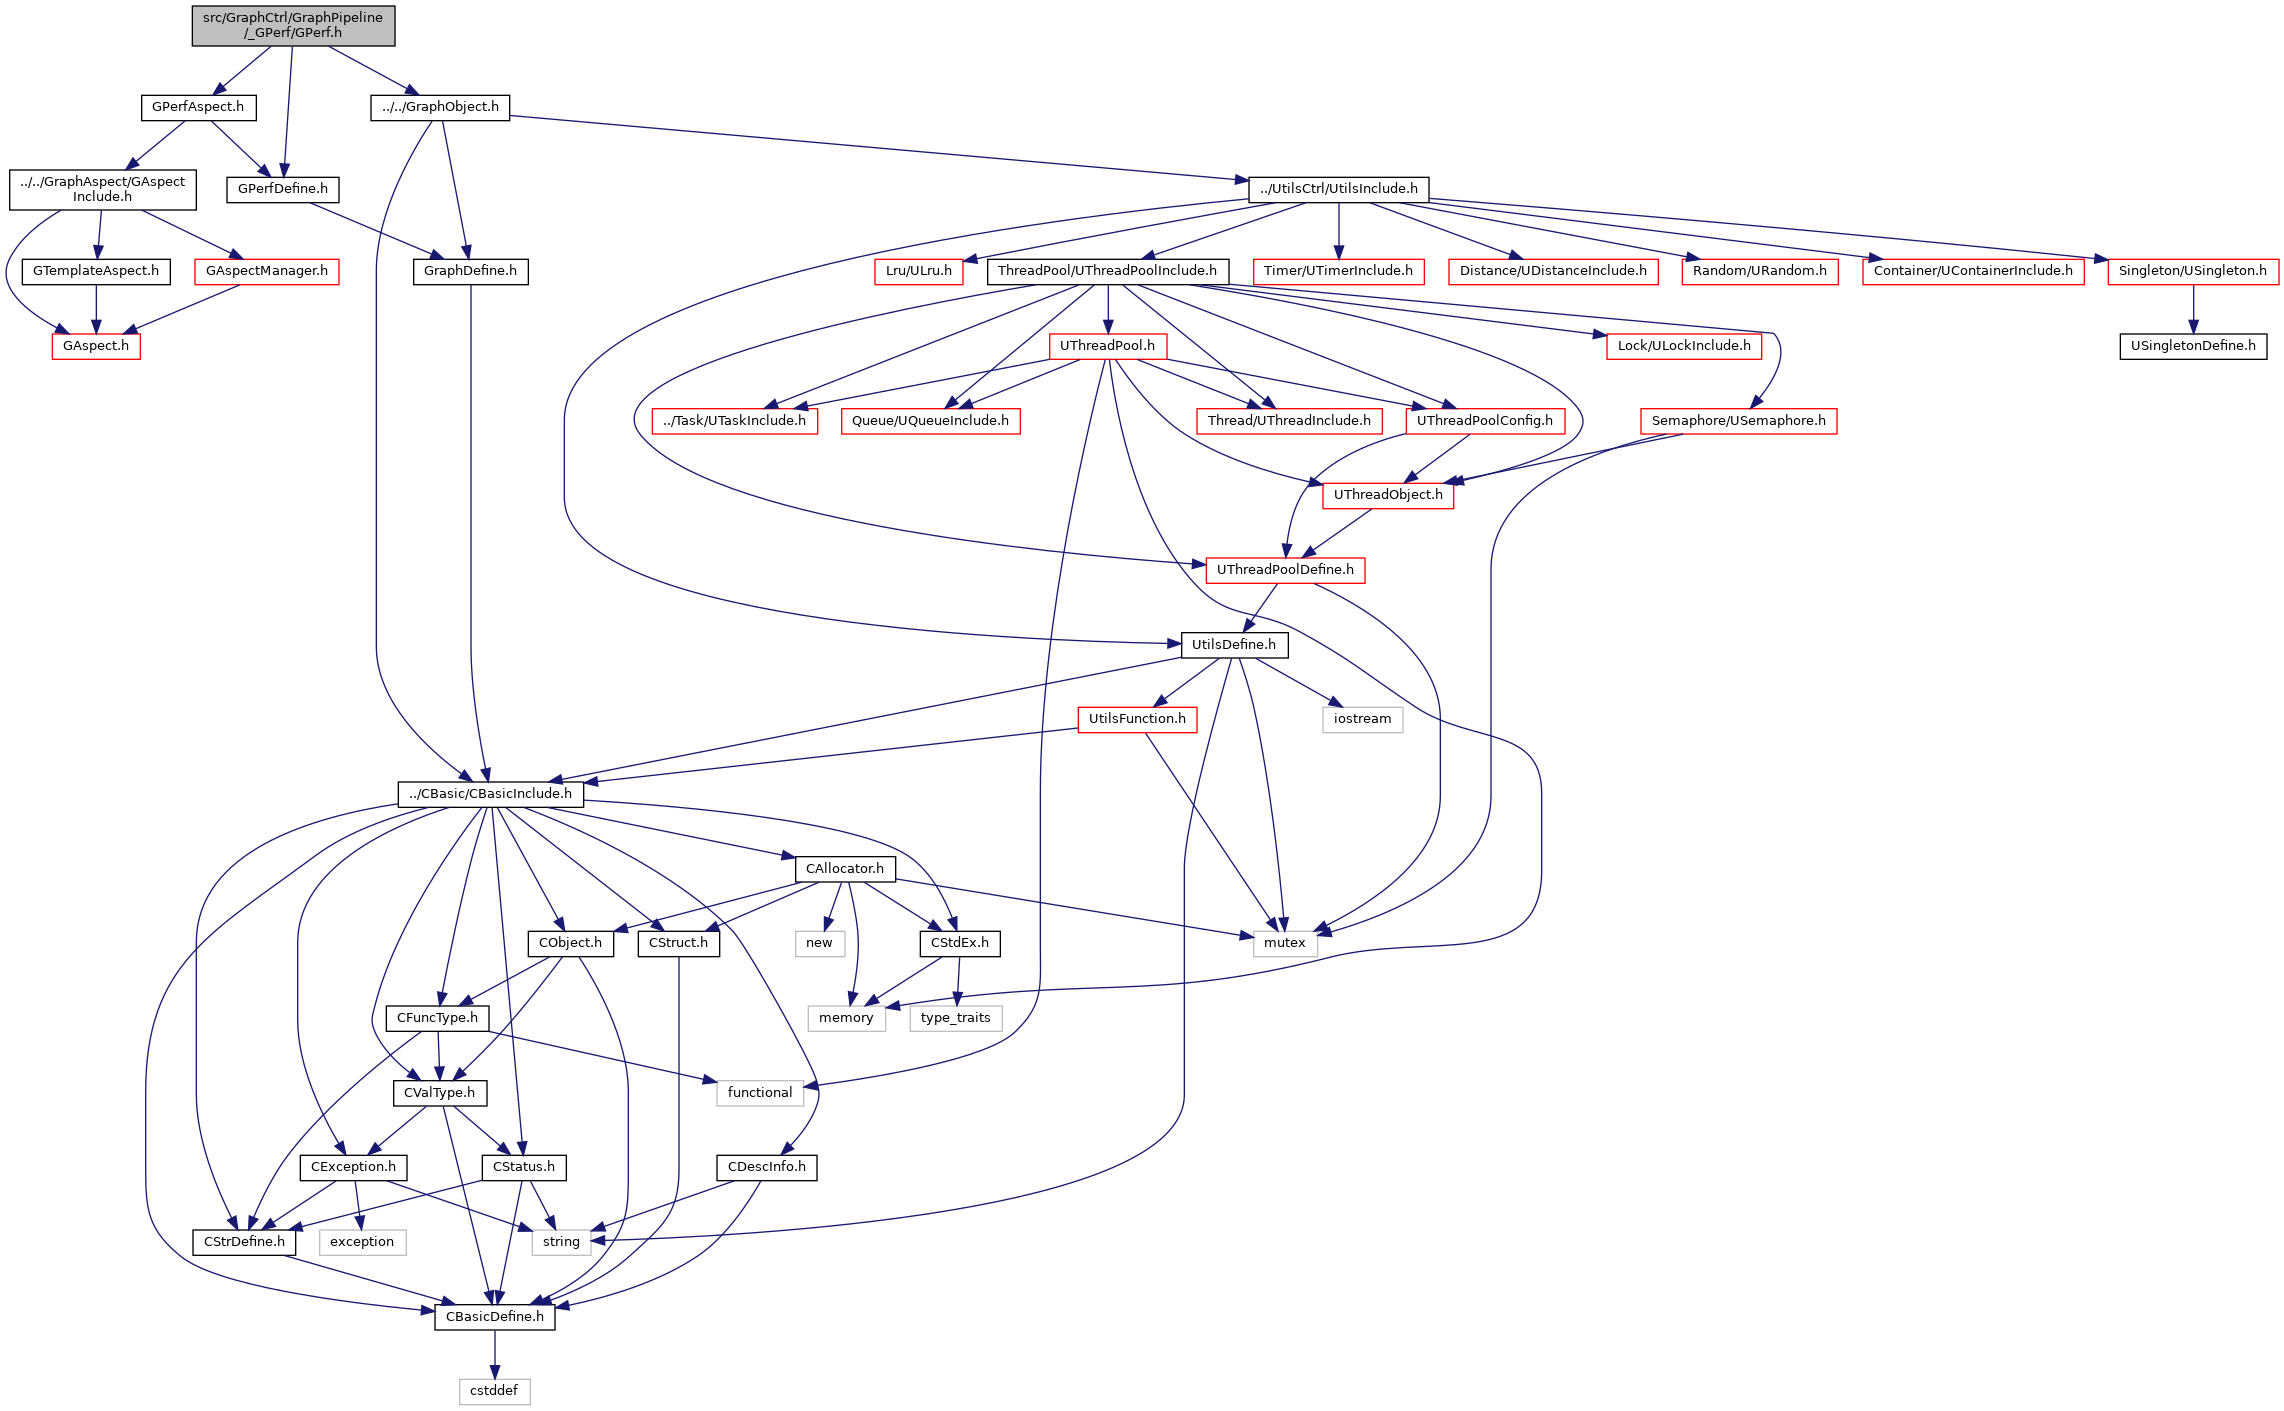 src/GraphCtrl/GraphPipeline
/_GPerf/GPerf.h
GPerfAspect.h
../../GraphObject.h
../../GraphAspect/GAspect
Include.h
GPerfDefine.h
../UtilsCtrl/UtilsInclude.h
GTemplateAspect.h
GAspectManager.h
GraphDefine.h
Lru/ULru.h
ThreadPool/UThreadPoolInclude.h
Timer/UTimerInclude.h
Distance/UDistanceInclude.h
Random/URandom.h
Container/UContainerInclude.h
Singleton/USingleton.h
GAspect.h
UThreadPool.h
Lock/ULockInclude.h
USingletonDefine.h
../Task/UTaskInclude.h
Queue/UQueueInclude.h
Thread/UThreadInclude.h
UThreadPoolConfig.h
Semaphore/USemaphore.h
UThreadObject.h
UThreadPoolDefine.h
UtilsDefine.h
UtilsFunction.h
iostream
../CBasic/CBasicInclude.h
CAllocator.h
CObject.h
CStruct.h
new
CStdEx.h
mutex
CFuncType.h
memory
type_traits
CValType.h
functional
CException.h
CStatus.h
CDescInfo.h
CStrDefine.h
exception
string
CBasicDefine.h
cstddef